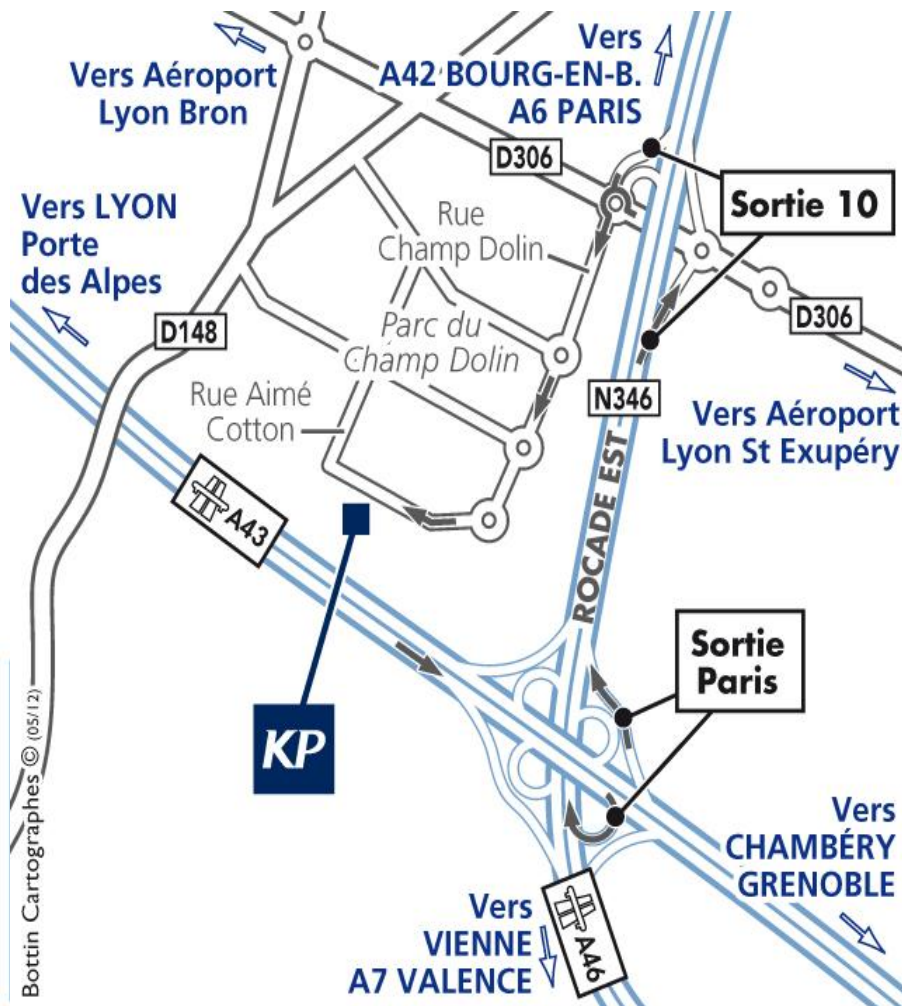 Vers Aéroport
Lyon Bron
Vers
A42 BOURG-EN-B.
A6 PARIS
D306
Sortie 10
Vers LYON
Porte
des Alpes
Rue
Champ Dolin
D148
Parc du
Champ Dolin
D306
Rue Aimé
Cotton
N346
Vers Aéroport
Lyon St Exupéry
A43
ROCADE EST
Sortie
Paris
KP
Vers
CHAMBÉRY
GRENOBLE
Vers
VIENNE
A7 VALENCE
A46
Bottin Cartographes © (05/12)